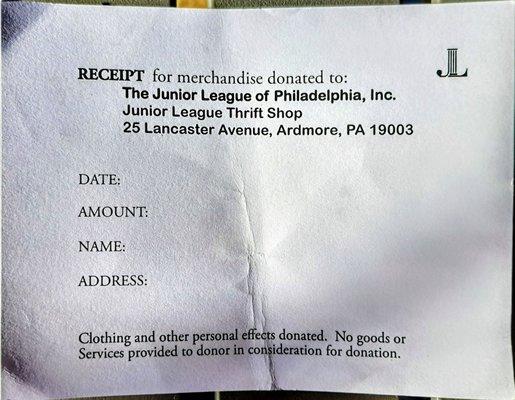 JL
RECEIPT for merchandise donated to:
The Junior League of Philadelphia, Inc.
Junior League Thrift Shop
25 Lancaster Avenue, Ardmore, PA 19003
DATE:
AMOUNT:
NAME:
ADDRESS:
Clothing and other personal effects donated. No goods or
Services provided to donor in consideration for donation.